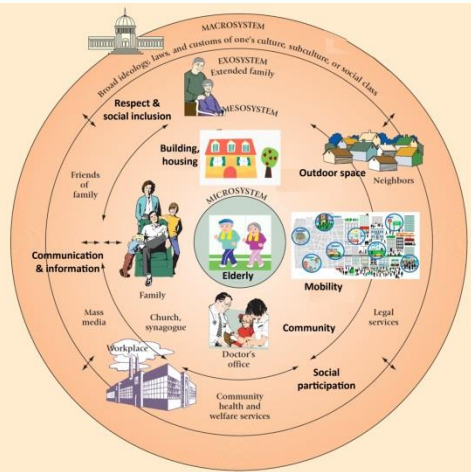 MACROSYSTEM
Broad ideology, laws, and customs of one's culture, subculture, or social class
EXOSYSTEM
Extended family
MESOSYSTEM
Respect &
social inclusion
Building,
housing
Outdoor space
Neighbors
Friends
of family
MICROSYSTEM
Elderly
Communication
& information
Family
Mobility
Mass
media
Church,
synagogue
Community
Legal
services
Doctor's
office
Workplace
Social
participation
Community
health and
welfare services